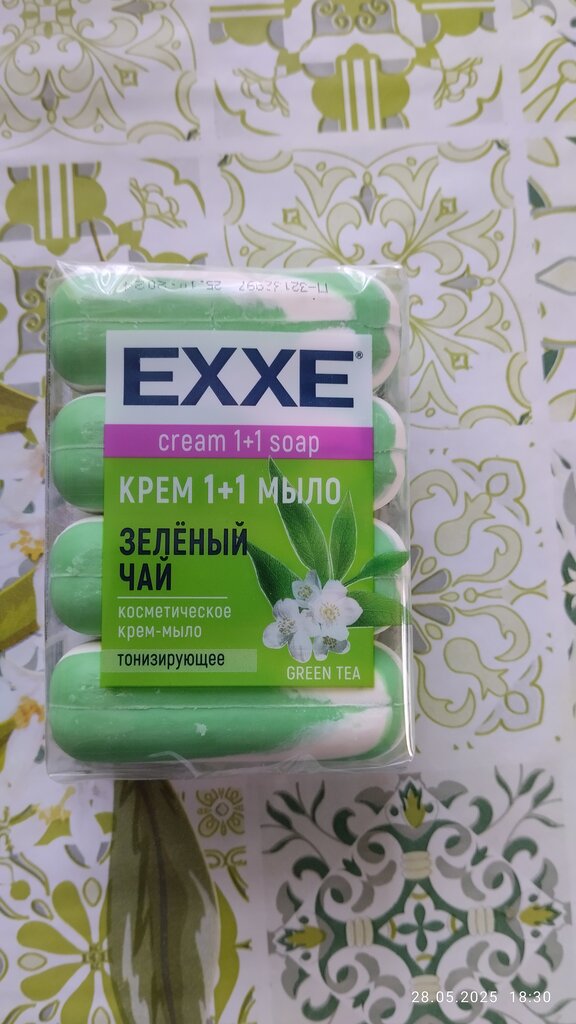 EXXE®
cream 1+1 soap
КРЕМ 1+1 МЫЛО
ЗЕЛЁНЫЙ
ЧАЙ
косметическое
крем-мыло
тонизирующее
GREEN TEA
28.05.2025 18:30